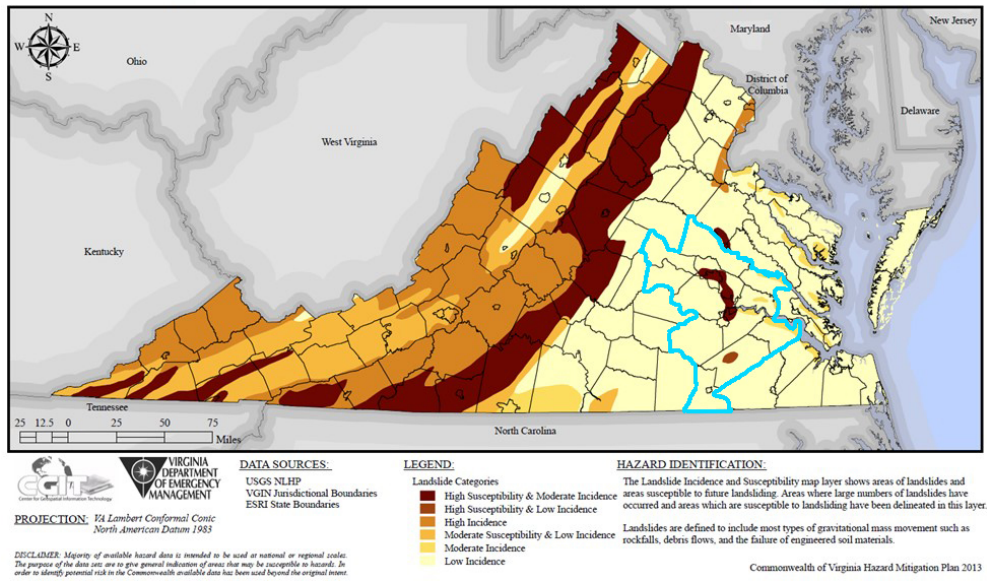 New Jersey
Maryland
N
W E
S
Ohio
District of
Columbia
Delaware
West Virginia
Kentucky
Tennessee
25 12.5 0 25 50 75
Miles
North Carolina
CGIT
Center for Geospatial Information Technology
VIRGINIA
DEPARTMENT
OF EMERGENCY
MANAGEMENT
PROJECTION: VA Lambert Conformal Conic
North American Datum 1983
DISCLAIMER: Majority of available hazard data is intended to be used at national or regional scales.
The purpose of the data sets are to give general indication of areas that may be susceptible to hazards. In
order to identify potential risk in the Commonwealth available data has been used beyond the original intent.
DATA SOURCES:
USGS NLHP
VGIN Jurisdictional Boundaries
ESRI State Boundaries
LEGEND:
Landslide Categories
High Susceptibility & Moderate Incidence
High Susceptibility & Low Incidence
High Incidence
Moderate Susceptibility & Low Incidence
Moderate Incidence
Low Incidence
HAZARD IDENTIFICATION:
The Landslide Incidence and Susceptibility map layer shows areas of landslides and
areas susceptible to future landsliding. Areas where large numbers of landslides have
occurred and areas which are susceptible to landsliding have been delineated in this layer.
Landslides are defined to include most types of gravitational mass movement such as
rockfalls, debris flows, and the failure of engineered soil materials.
Commonwealth of Virginia Hazard Mitigation Plan 2013